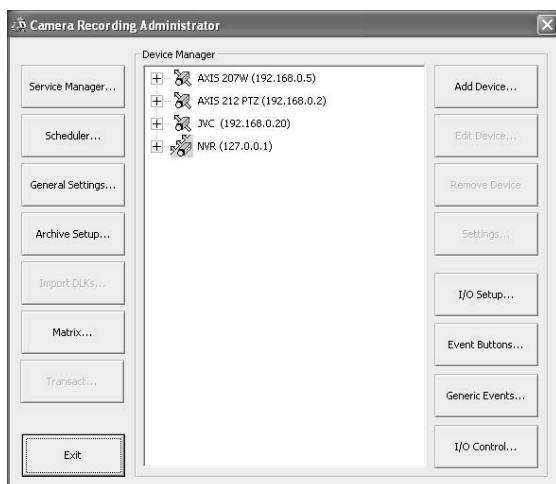 Camera Recording Administrator
Device Manager
Service Manager...
Scheduler...
General Settings...
Archive Setup...
Import DLKs...
Matrix...
Transact...
Exit
AXIS 207W (192.168.0.5)
AXIS 212 PTZ (192.168.0.2)
JVC (192.168.0.20)
NVR (127.0.0.1)
Add Device...
Edit Device...
Remove Device
Settings...
I/O Setup...
Event Buttons...
Generic Events...
I/O Control...